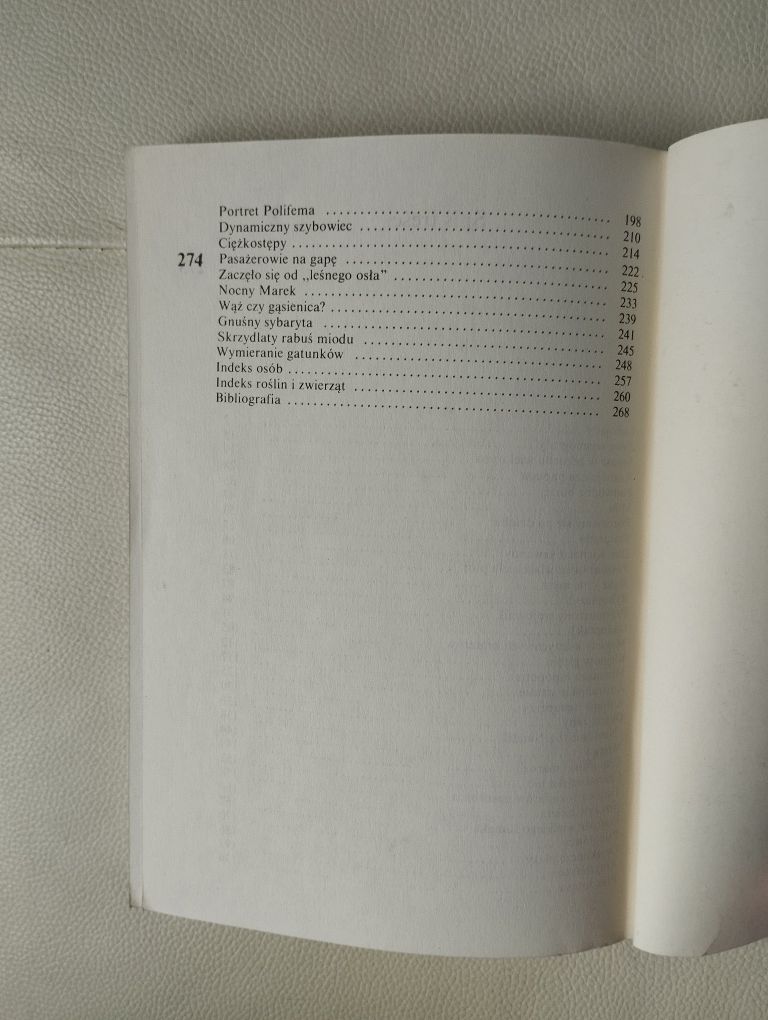 Portret Polifema ........................................ 198
Dynamiczny szybowiec ........................................ 210
Ciężkostępy ........................................ 214
274 Pasażerowie na gapę ........................................ 222
Zaczęło się od „leśnego osła” ........................................ 225
Nocny Marek ........................................ 233
Wąż czy gąsienica? ........................................ 239
Gnuśny sybaryta ........................................ 241
Skrzydlaty rabuś miodu ........................................ 245
Wymieranie gatunków ........................................ 248
Indeks osób ........................................ 257
Indeks roślin i zwierząt ........................................ 260
Bibliografia ........................................ 268